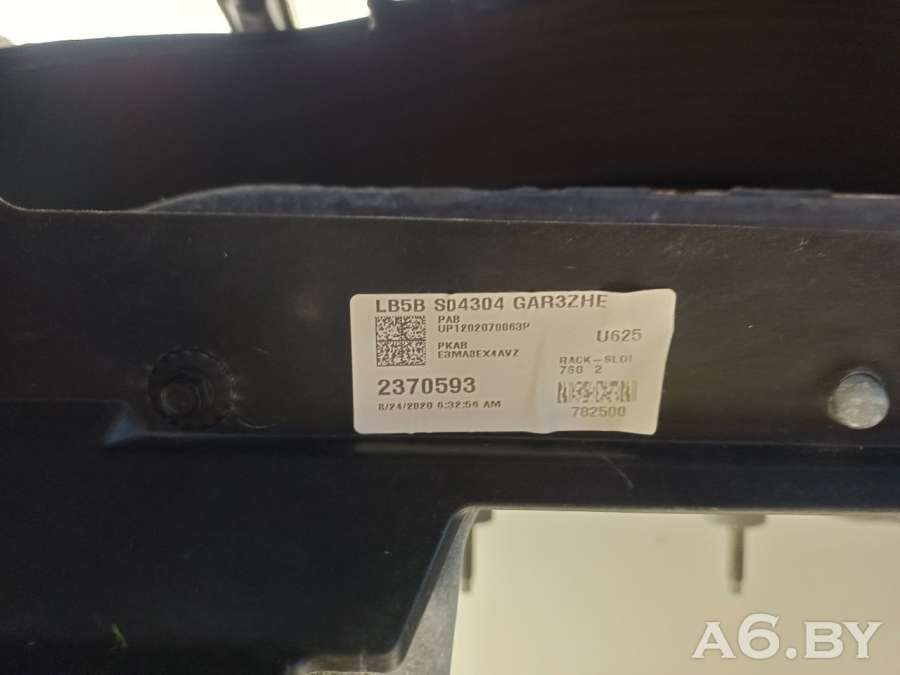 LB5B S04304 GAR3ZHE
PAB
UP1202070063P
U625
PKAB
E3MA8EX4AVZ
RACK-SLOT
760 2
2370593
8/24/2020 6:32:56 AM
782500
A6.BY